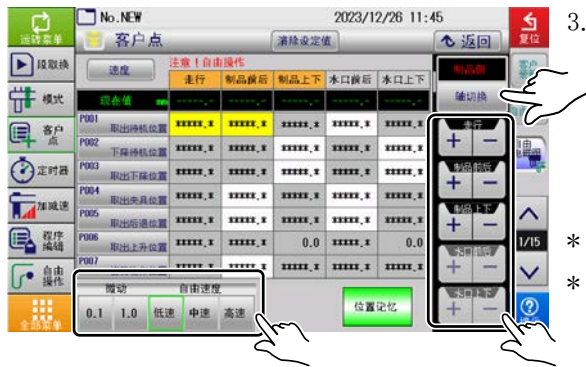 No.NEW 2023/12/26 11:45
运转菜单 客户点 清除设定值 返回 复位
段取换 速度 注意!自由操作 制品侧
走行 制品前后 制品上下 水口前后 水口上下
模式 现在值 mm 轴切换
客户点 P001 取出待机位置 *****.* *****.* *****.* *****.* *****.* 走行
P002 下降待机位置 *****.* *****.* *****.* *****.* *****.* + −
定时器 P003 取出下降位置 *****.* *****.* *****.* *****.* *****.* 制品前后
P004 取出夹具位置 *****.* *****.* *****.* *****.* *****.* + −
加减速 P005 取出后退位置 *****.* *****.* *****.* *****.* *****.* 制品上下
程序编辑 P006 取出上升位置 *****.* *****.* 0.0 *****.* 0.0 + − 1/15
P007 *****.* *****.* *****.* *****.* 水口前后
自由操作 微动 自由速度 + −
0.1 1.0 低速 中速 高速 位置记忆 水口上下
全部菜单 + −
3.
*
*